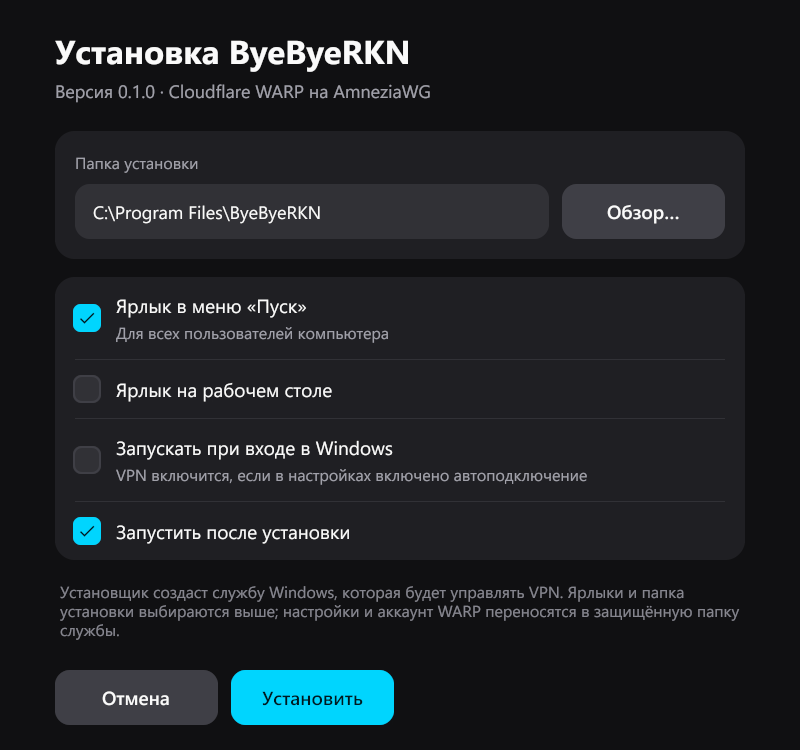 Установка ByeByeRKN
Версия 0.1.0 · Cloudflare WARP на AmneziaWG
Папка установки
C:\Program Files\ByeByeRKN
Обзор...
Ярлык в меню «Пуск»
Для всех пользователей компьютера
Ярлык на рабочем столе
Запускать при входе в Windows
VPN включится, если в настройках включено автоподключение
Запустить после установки
Установщик создаст службу Windows, которая будет управлять VPN. Ярлыки и папка
установки выбираются выше; настройки и аккаунт WARP переносятся в защищённую папку
службы.
Отмена
Установить